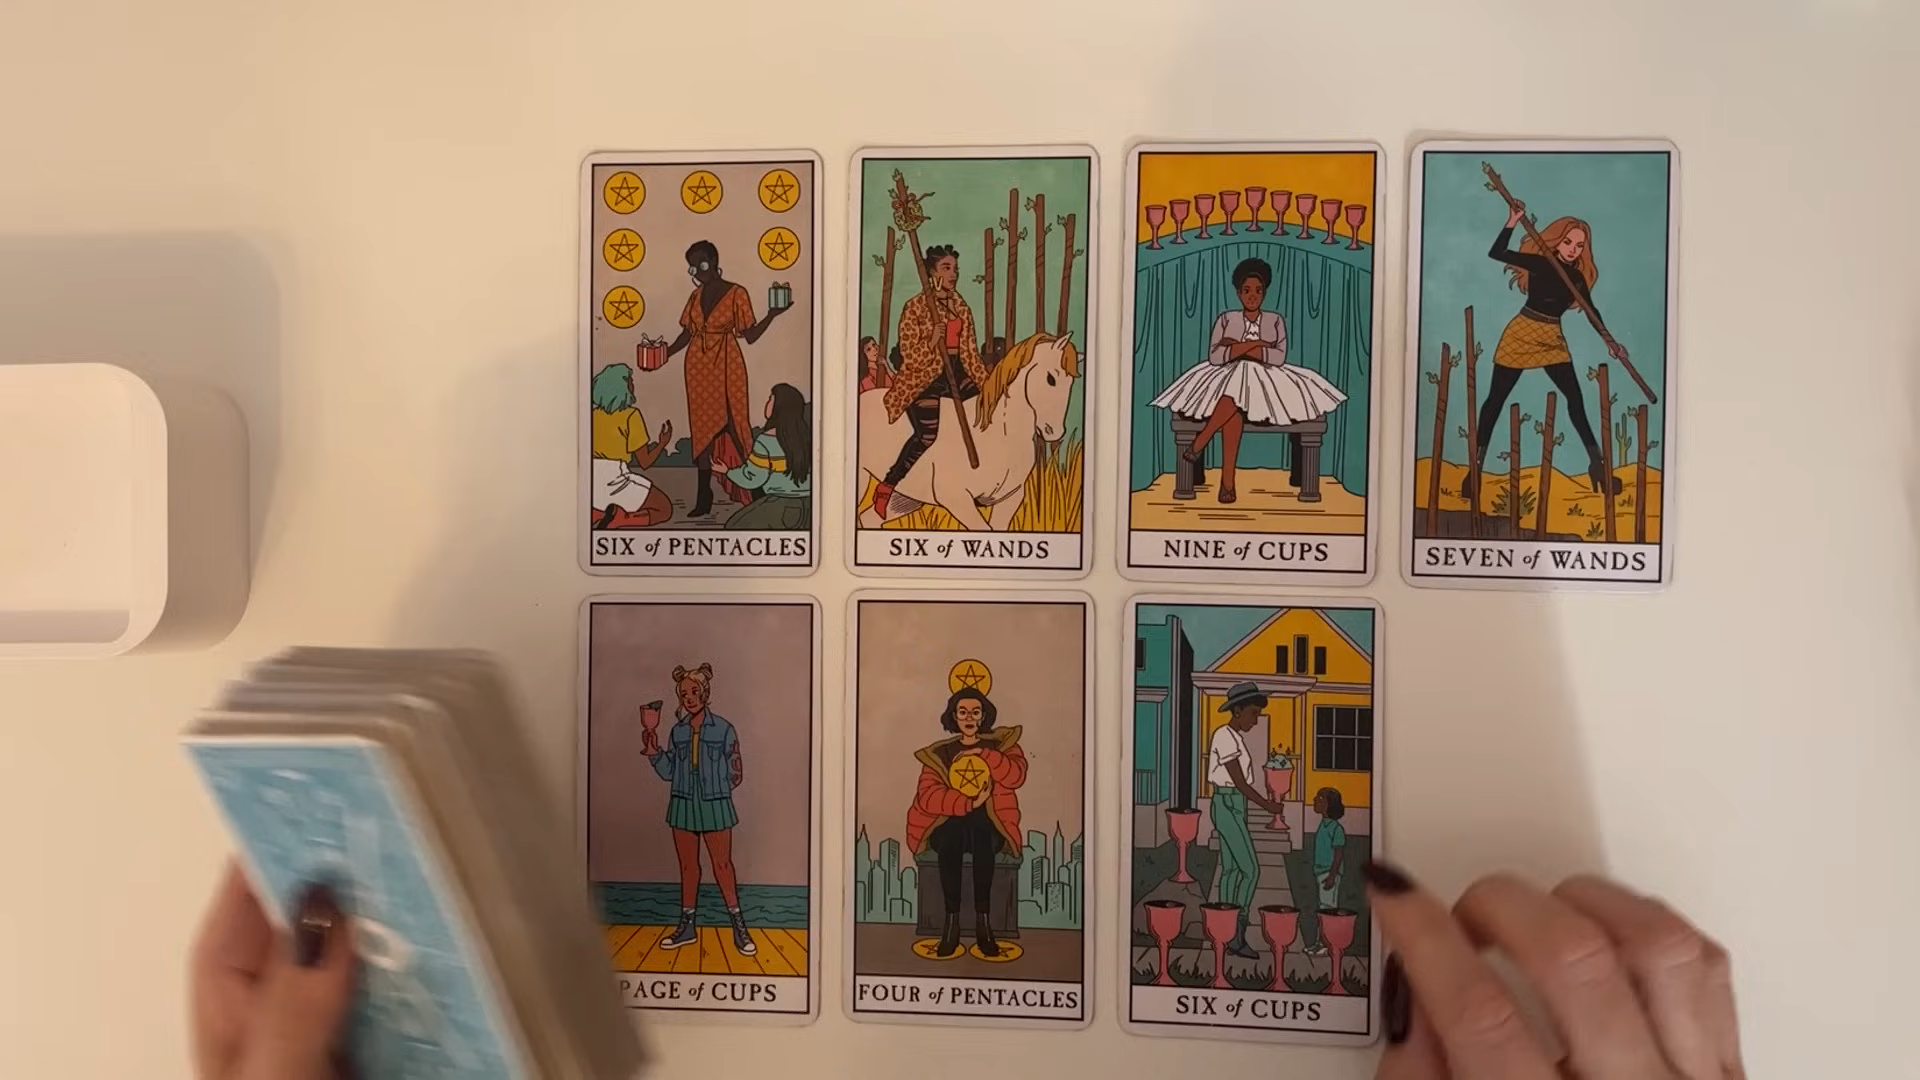 SIX of PENTACLES
SIX of WANDS
NINE of CUPS
SEVEN of WANDS
PAGE of CUPS
FOUR of PENTACLES
SIX of CUPS